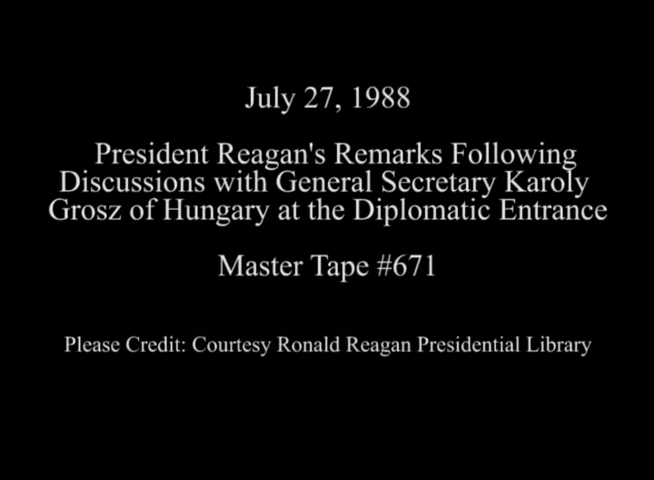 July 27, 1988
President Reagan's Remarks Following
Discussions with General Secretary Karoly
Grosz of Hungary at the Diplomatic Entrance
Master Tape #671
Please Credit: Courtesy Ronald Reagan Presidential Library